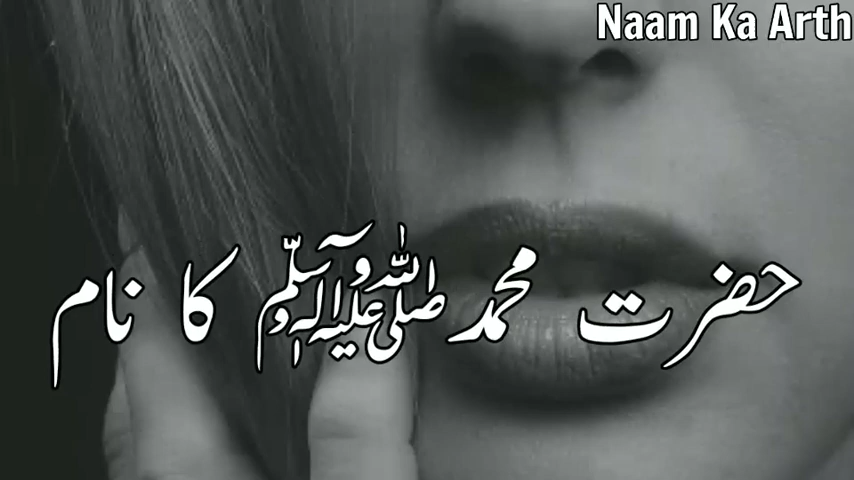 Naam Ka Arth
حضرت محمد صلی اللہ علیہ وآلہ وسلم کا نام